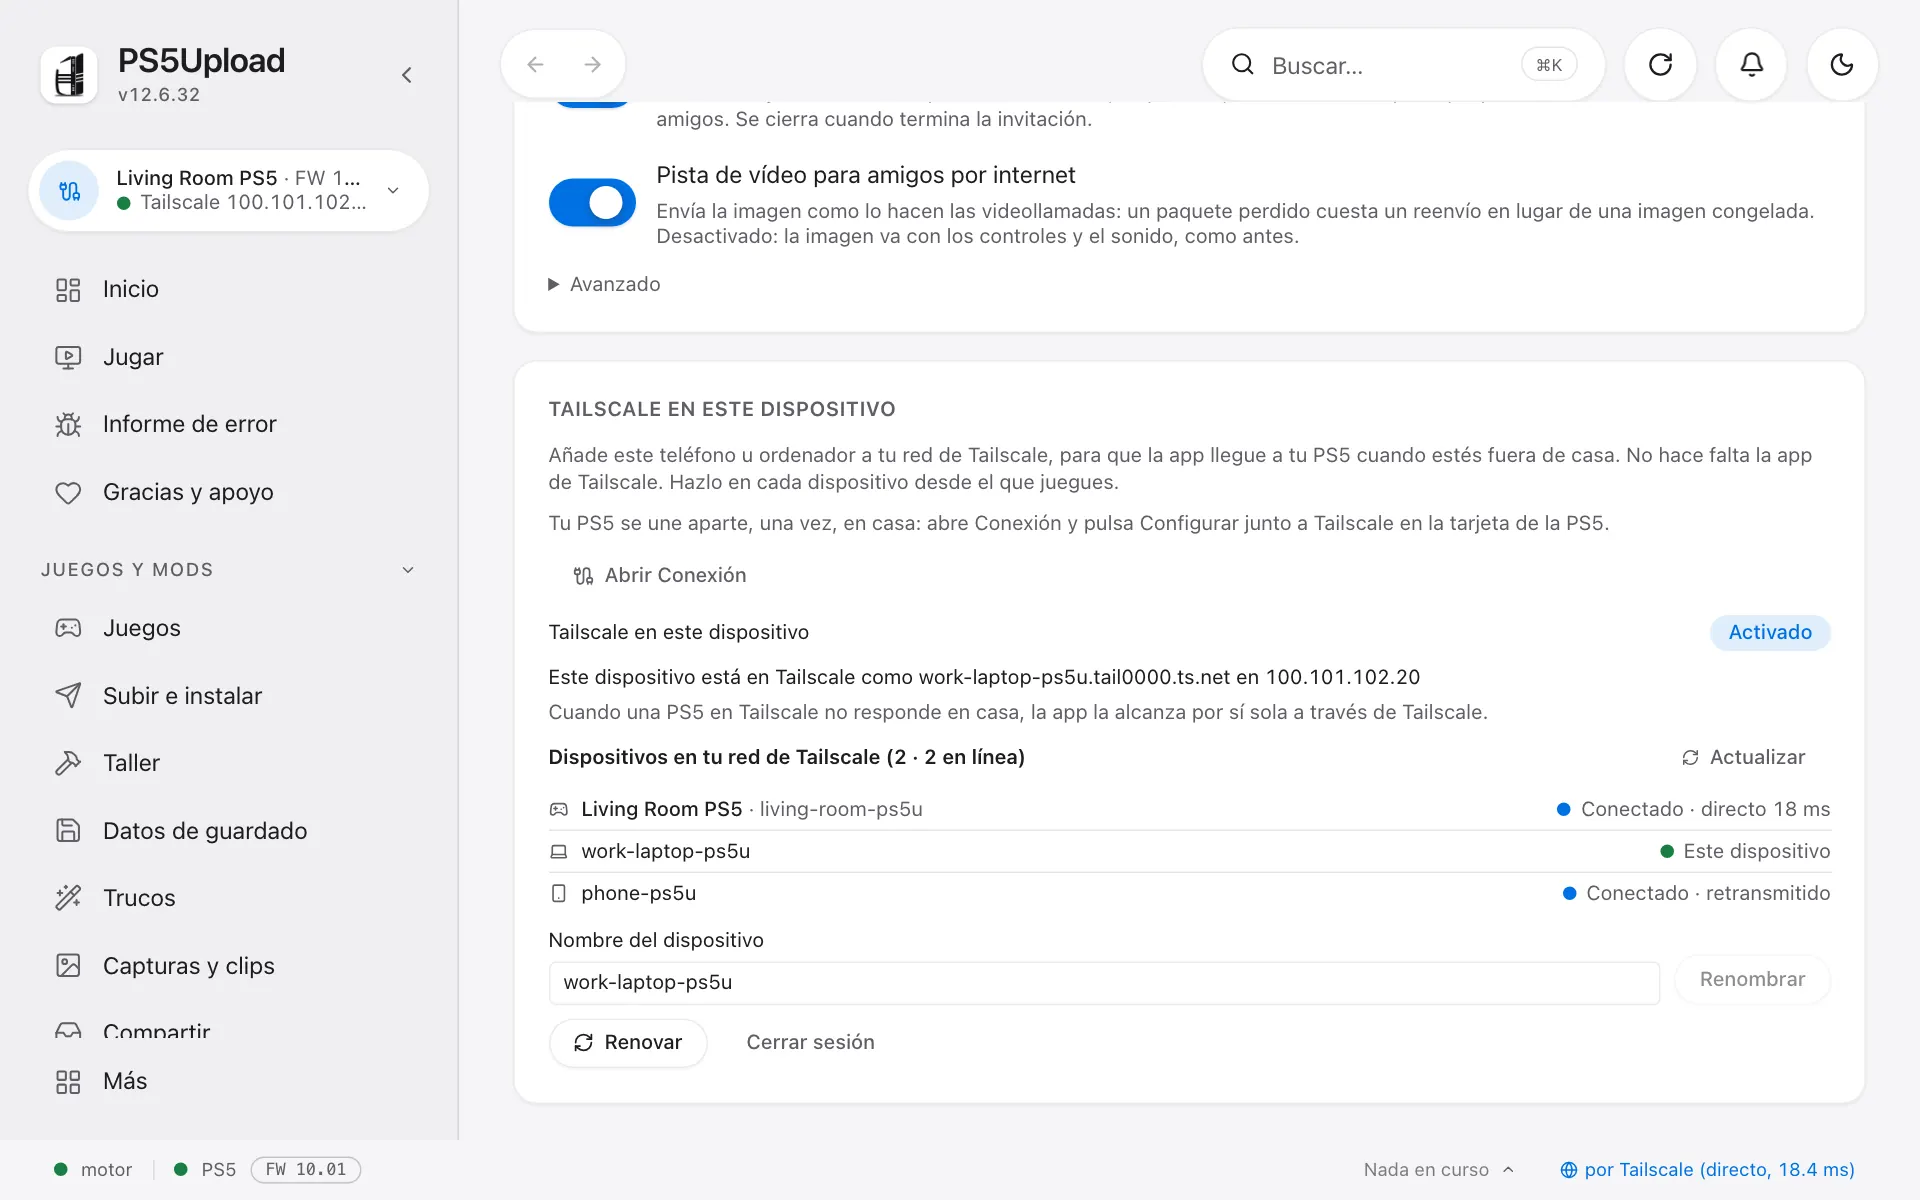 PS5Upload
v12.6.32
Living Room PS5 · FW 1...
Tailscale 100.101.102...
Inicio
Jugar
Informe de error
Gracias y apoyo
JUEGOS Y MODS
Juegos
Subir e instalar
Taller
Datos de guardado
Trucos
Capturas y clips
Compartir
Más
Buscar...
⌘K
amigos. Se cierra cuando termina la invitación.
Pista de vídeo para amigos por internet
Envía la imagen como lo hacen las videollamadas: un paquete perdido cuesta un reenvío en lugar de una imagen congelada.
Desactivado: la imagen va con los controles y el sonido, como antes.
Avanzado
TAILSCALE EN ESTE DISPOSITIVO
Añade este teléfono u ordenador a tu red de Tailscale, para que la app llegue a tu PS5 cuando estés fuera de casa. No hace falta la app
de Tailscale. Hazlo en cada dispositivo desde el que juegues.
Tu PS5 se une aparte, una vez, en casa: abre Conexión y pulsa Configurar junto a Tailscale en la tarjeta de la PS5.
Abrir Conexión
Tailscale en este dispositivo
Activado
Este dispositivo está en Tailscale como work-laptop-ps5u.tail0000.ts.net en 100.101.102.20
Cuando una PS5 en Tailscale no responde en casa, la app la alcanza por sí sola a través de Tailscale.
Dispositivos en tu red de Tailscale (2 · 2 en línea)
Actualizar
Living Room PS5 · living-room-ps5u
Conectado · directo 18 ms
work-laptop-ps5u
Este dispositivo
phone-ps5u
Conectado · retransmitido
Nombre del dispositivo
work-laptop-ps5u
Renombrar
Renovar
Cerrar sesión
motor
PS5
FW 10.01
Nada en curso
por Tailscale (directo, 18.4 ms)